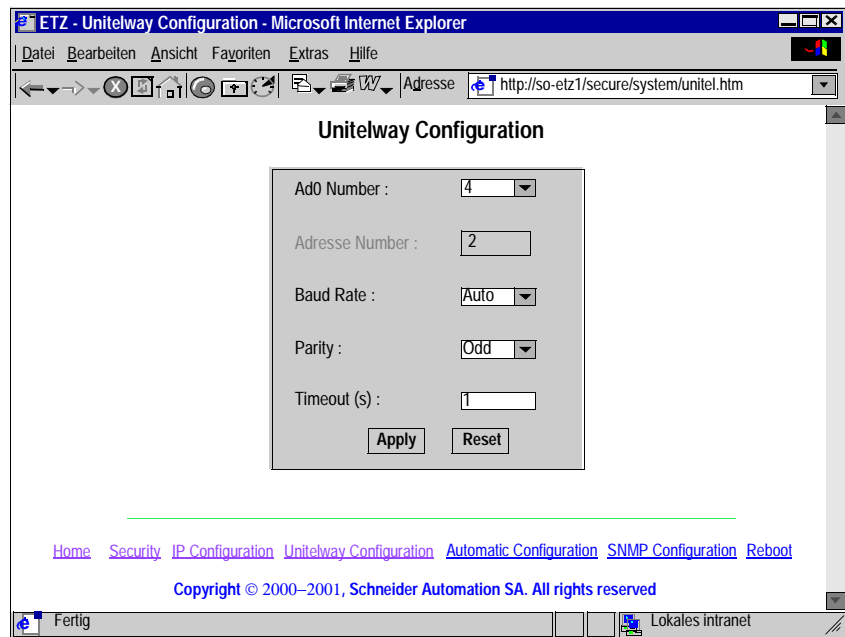 ETZ - Unitelway Configuration - Microsoft Internet Explorer
Datei Bearbeiten Ansicht Favoriten Extras Hilfe
Adresse http://so-etz1/secure/system/unitel.htm
Unitelway Configuration
Ad0 Number : 4
Adresse Number : 2
Baud Rate : Auto
Parity : Odd
Timeout (s) : 1
Apply Reset
Home Security IP Configuration Unitelway Configuration Automatic Configuration SNMP Configuration Reboot
Copyright © 2000–2001, Schneider Automation SA. All rights reserved
Fertig Lokales intranet